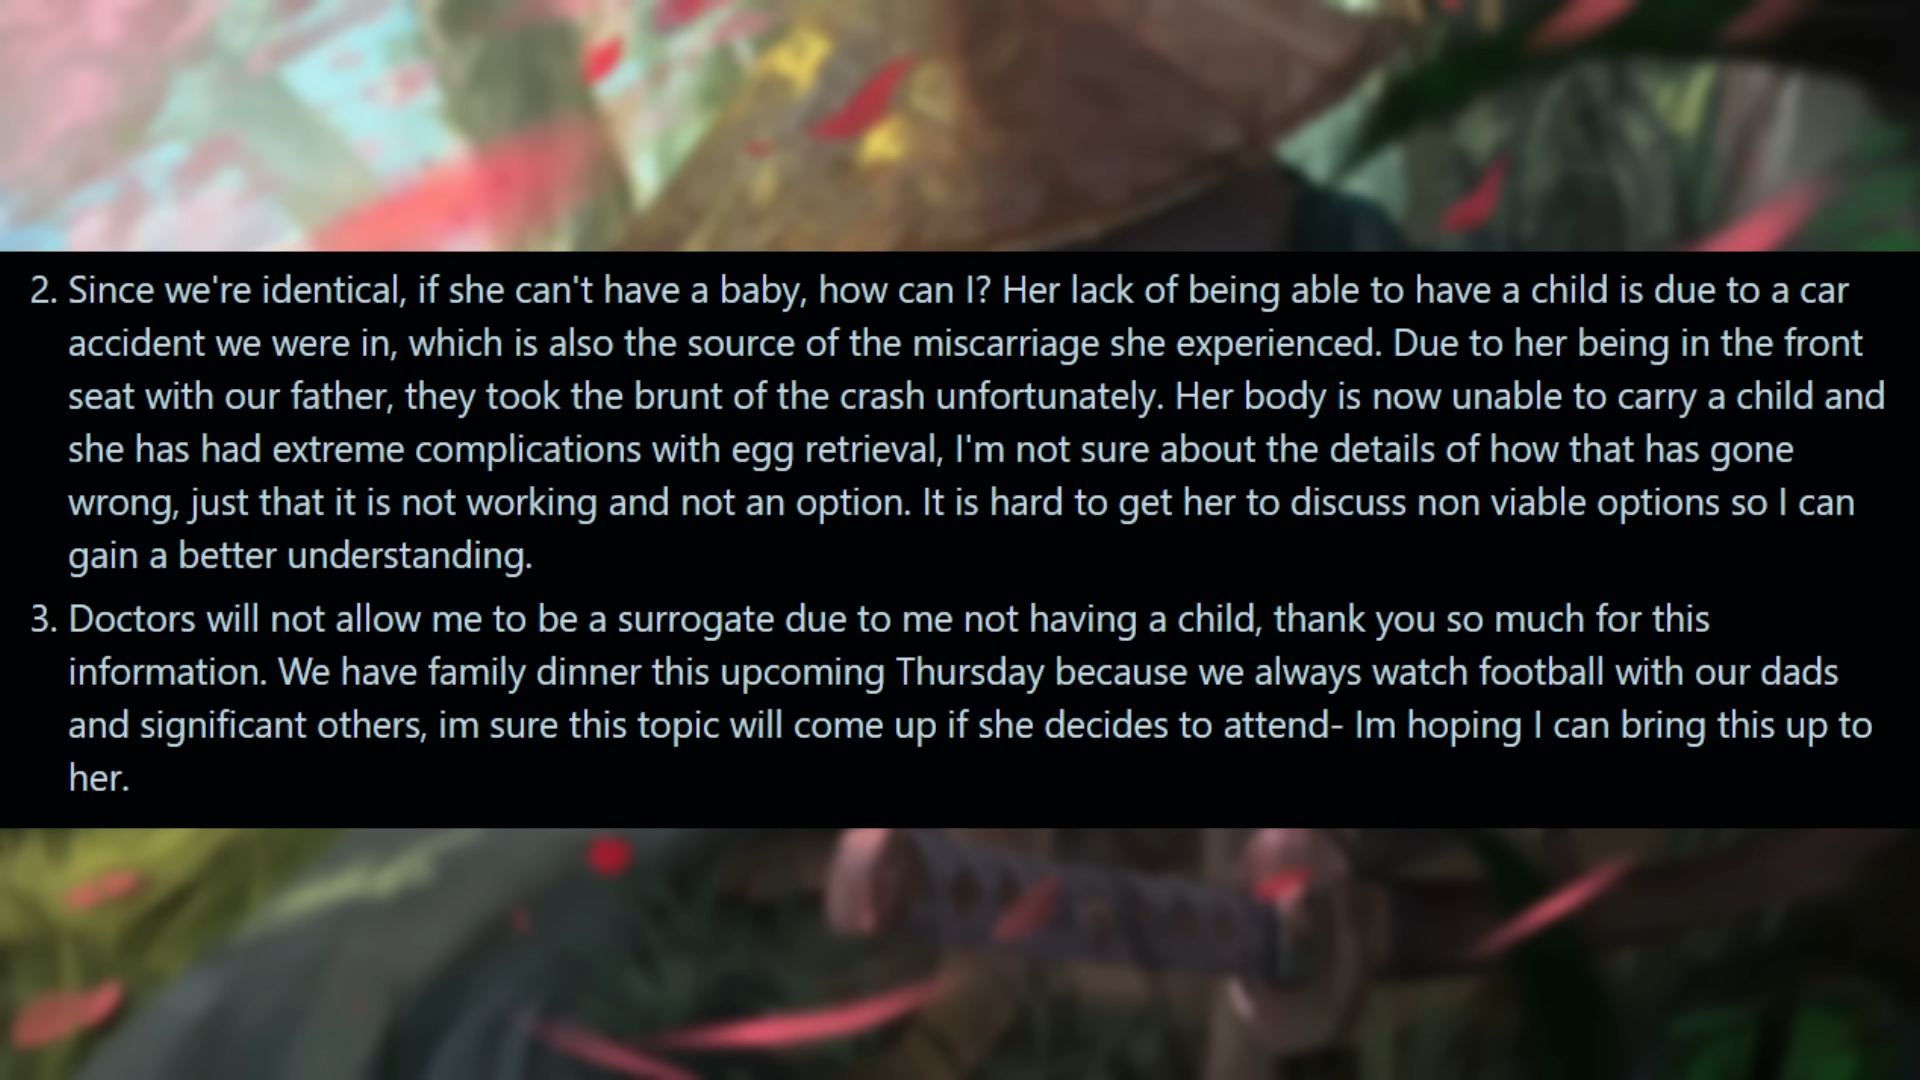 2. Since we're identical, if she can't have a baby, how can I? Her lack of being able to have a child is due to a car
accident we were in, which is also the source of the miscarriage she experienced. Due to her being in the front
seat with our father, they took the brunt of the crash unfortunately. Her body is now unable to carry a child and
she has had extreme complications with egg retrieval, I'm not sure about the details of how that has gone
wrong, just that it is not working and not an option. It is hard to get her to discuss non viable options so I can
gain a better understanding.
3. Doctors will not allow me to be a surrogate due to me not having a child, thank you so much for this
information. We have family dinner this upcoming Thursday because we always watch football with our dads
and significant others, im sure this topic will come up if she decides to attend- Im hoping I can bring this up to
her.